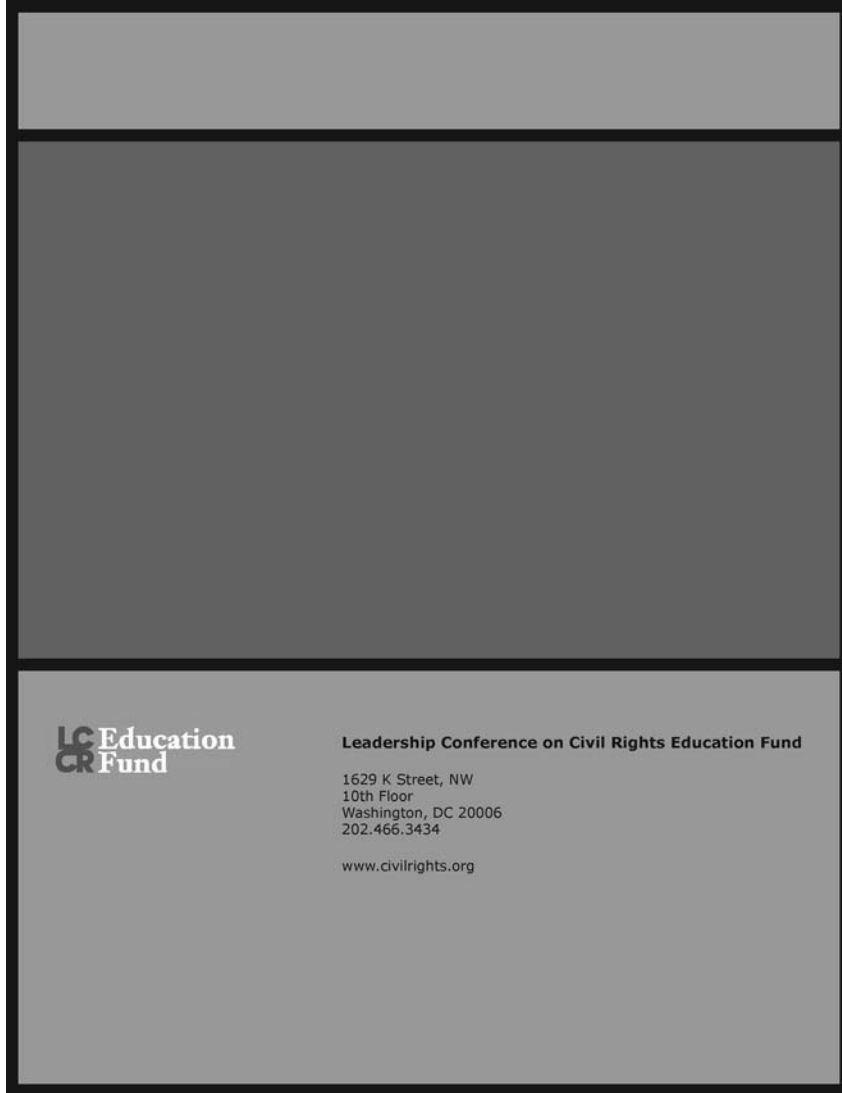 LC
CR
Education
Fund
Leadership Conference on Civil Rights Education Fund
1629 K Street, NW
10th Floor
Washington, DC 20006
202.466.3434
www.civilrights.org